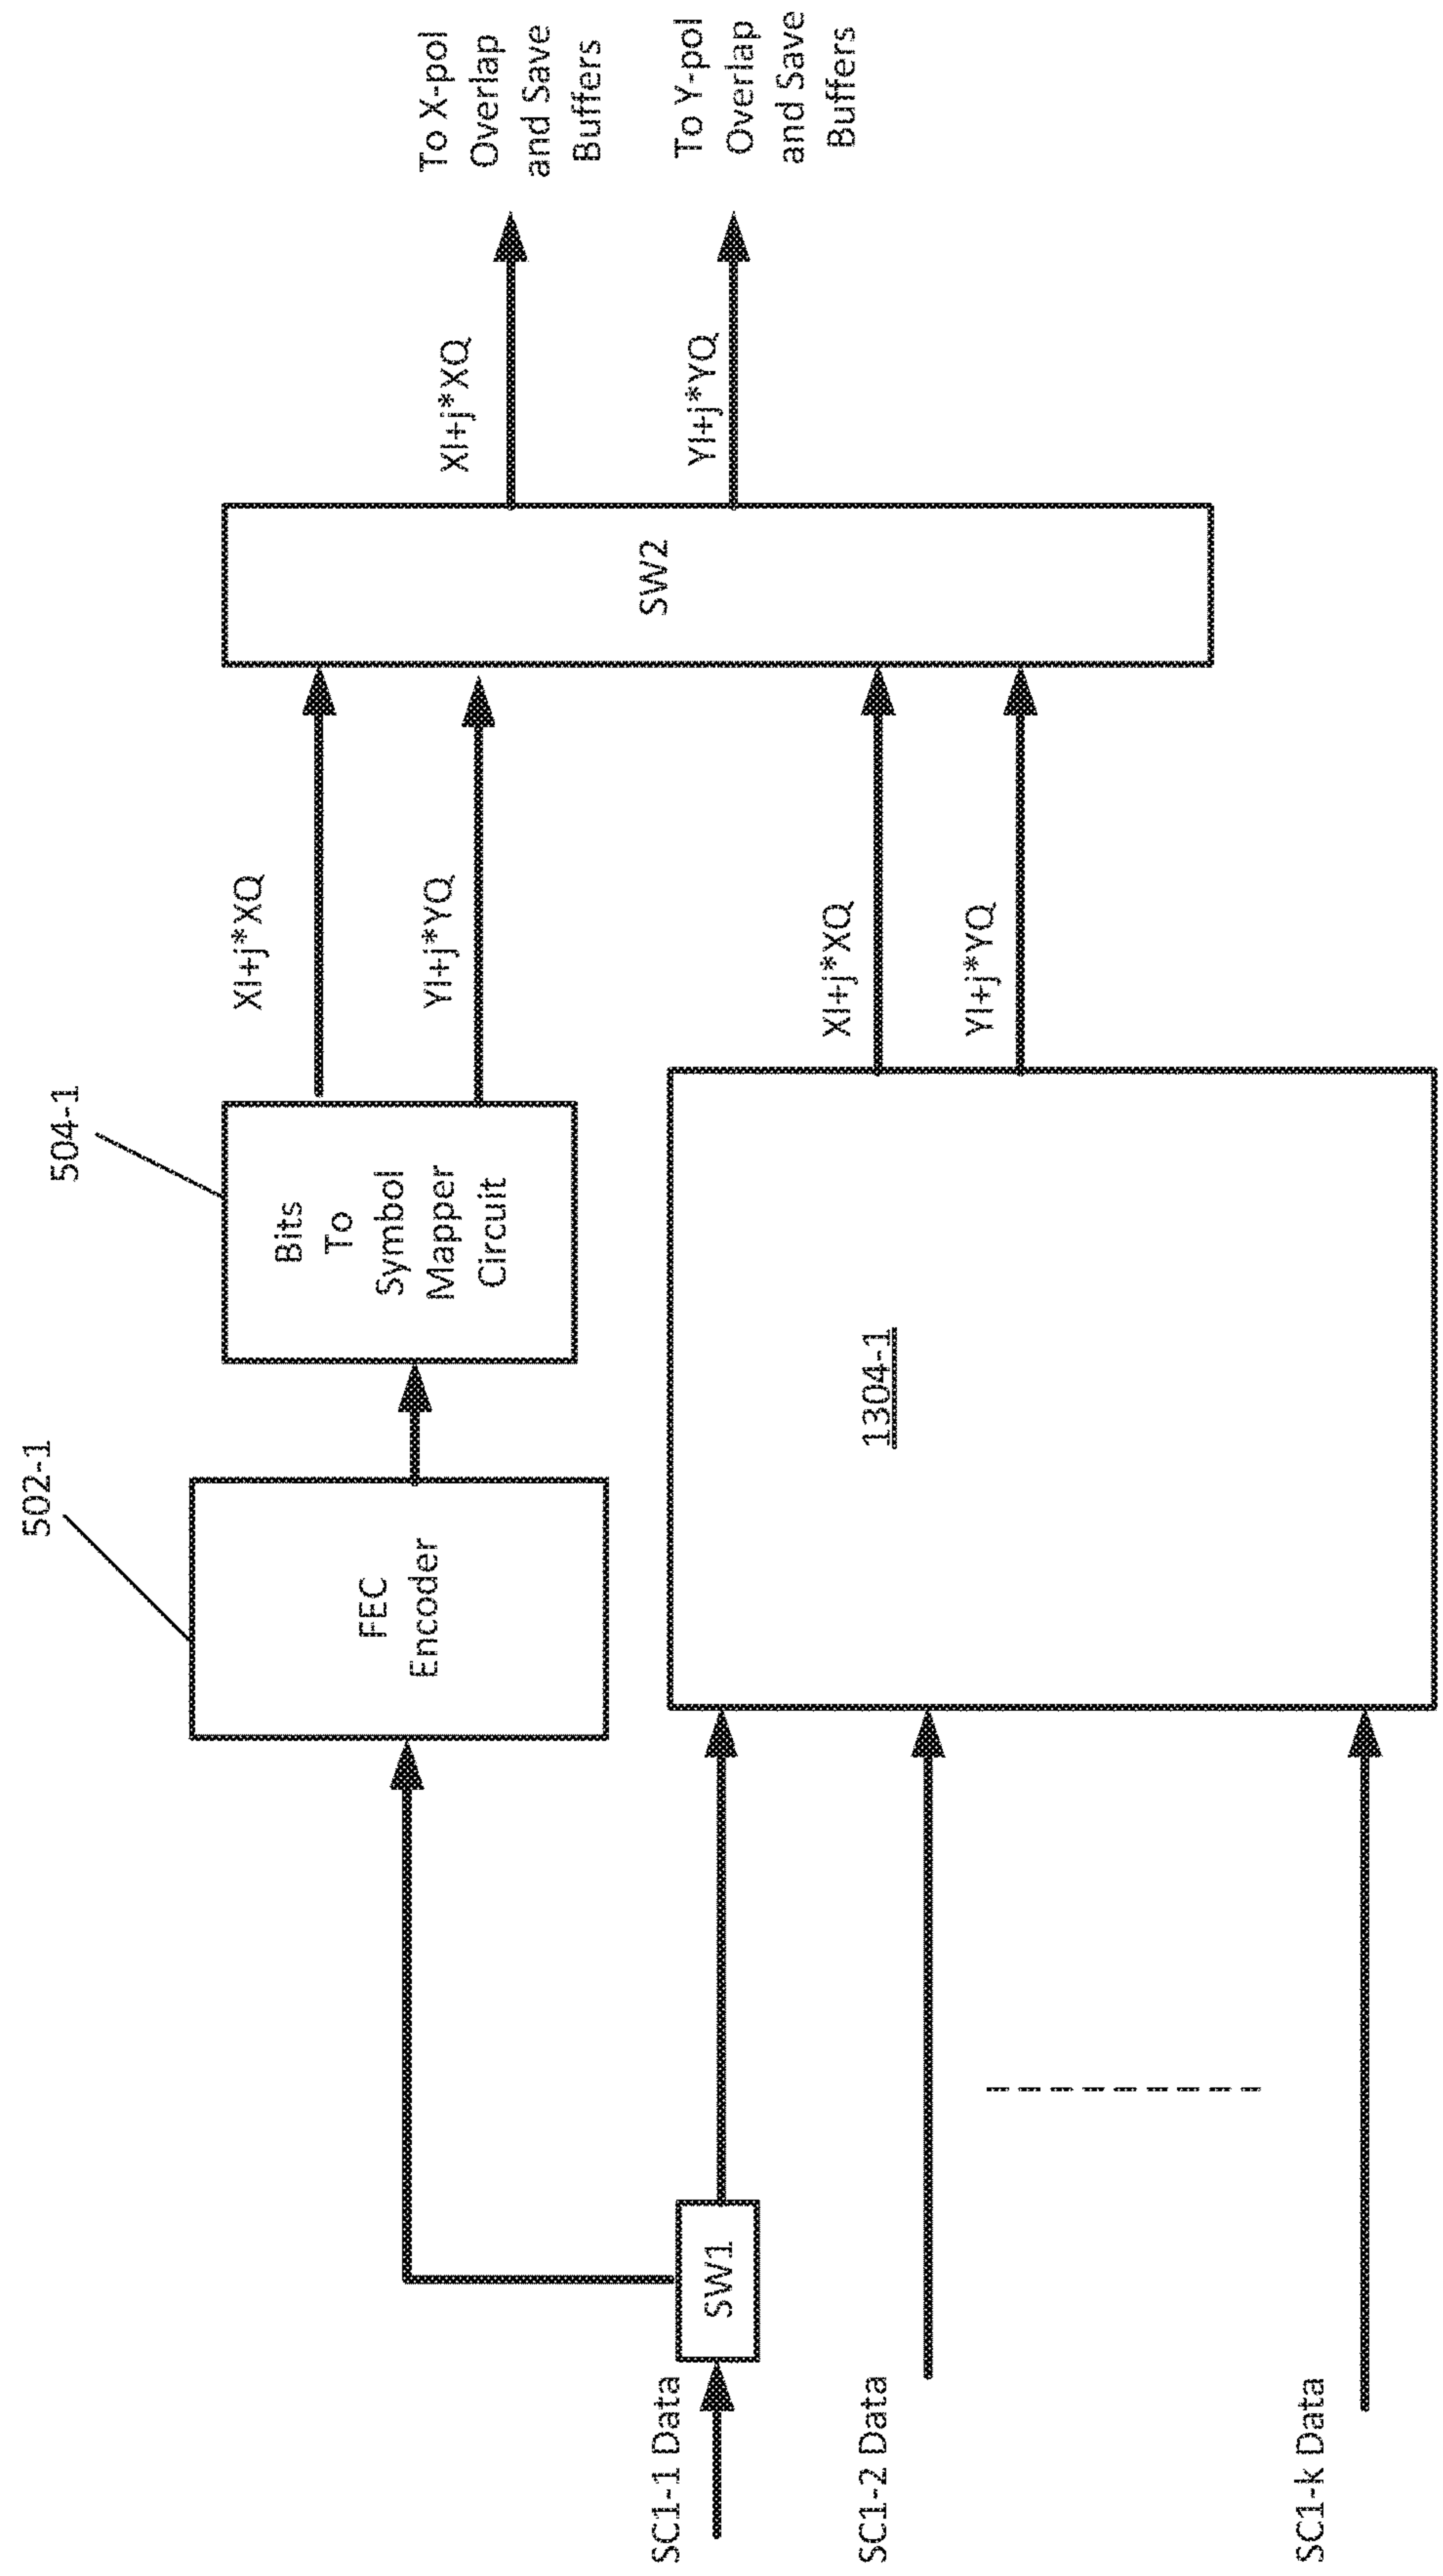 502-1
504-1
FEC
Encoder
Bits
To
Symbol
Mapper
Circuit
XI+j*XQ
YI+j*YQ
XI+j*XQ
To X-pol
Overlap
and Save
Buffers
SW2
YI+j*YQ
To Y-pol
Overlap
and Save
Buffers
SC1-1 Data
SW1
SC1-2 Data
1304-1
XI+j*XQ
YI+j*YQ
SC1-k Data